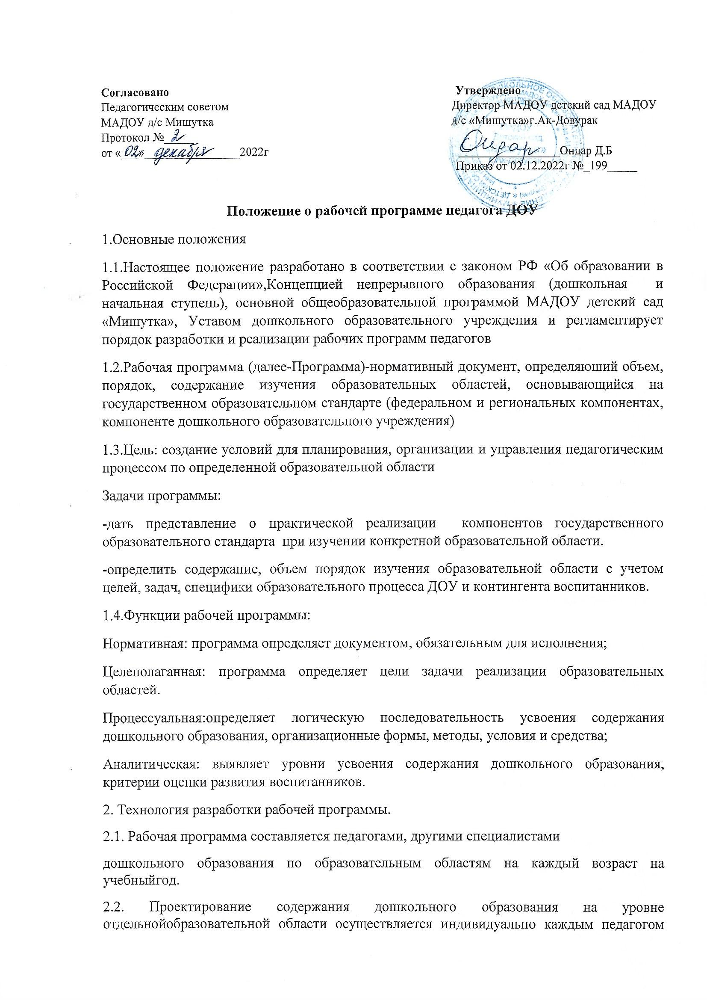 Согласовано
Педагогическим советом
МАДОУ д/с Мишутка
Протокол № 2
от «02» декабря 2022г
Утверждено
Директор МАДОУ детский сад МАДОУ
д/с «Мишутка»г.Ак-Довурак
Ондар Ондар Д.Б
Приказ от 02.12.2022г №_199_____
Положение о рабочей программе педагога ДОУ
1.Основные положения
1.1.Настоящее положение разработано в соответствии с законом РФ «Об образовании в
Российской Федерации»,Концепцией непрерывного образования (дошкольная и
начальная ступень), основной общеобразовательной программой МАДОУ детский сад
«Мишутка», Уставом дошкольного образовательного учреждения и регламентирует
порядок разработки и реализации рабочих программ педагогов
1.2.Рабочая программа (далее-Программа)-нормативный документ, определяющий объем,
порядок, содержание изучения образовательных областей, основывающийся на
государственном образовательном стандарте (федеральном и региональных компонентах,
компоненте дошкольного образовательного учреждения)
1.3.Цель: создание условий для планирования, организации и управления педагогическим
процессом по определенной образовательной области
Задачи программы:
-дать представление о практической реализации компонентов государственного
образовательного стандарта при изучении конкретной образовательной области.
-определить содержание, объем порядок изучения образовательной области с учетом
целей, задач, специфики образовательного процесса ДОУ и контингента воспитанников.
1.4.Функции рабочей программы:
Нормативная: программа определяет документом, обязательным для исполнения;
Целеполаганная: программа определяет цели задачи реализации образовательных
областей.
Процессуальная:определяет логическую последовательность усвоения содержания
дошкольного образования, организационные формы, методы, условия и средства;
Аналитическая: выявляет уровни усвоения содержания дошкольного образования,
критерии оценки развития воспитанников.
2. Технология разработки рабочей программы.
2.1. Рабочая программа составляется педагогами, другими специалистами
дошкольного образования по образовательным областям на каждый возраст на
учебныйгод.
2.2. Проектирование содержания дошкольного образования на уровне
отдельнойобразовательной области осуществляется индивидуально каждым педагогом